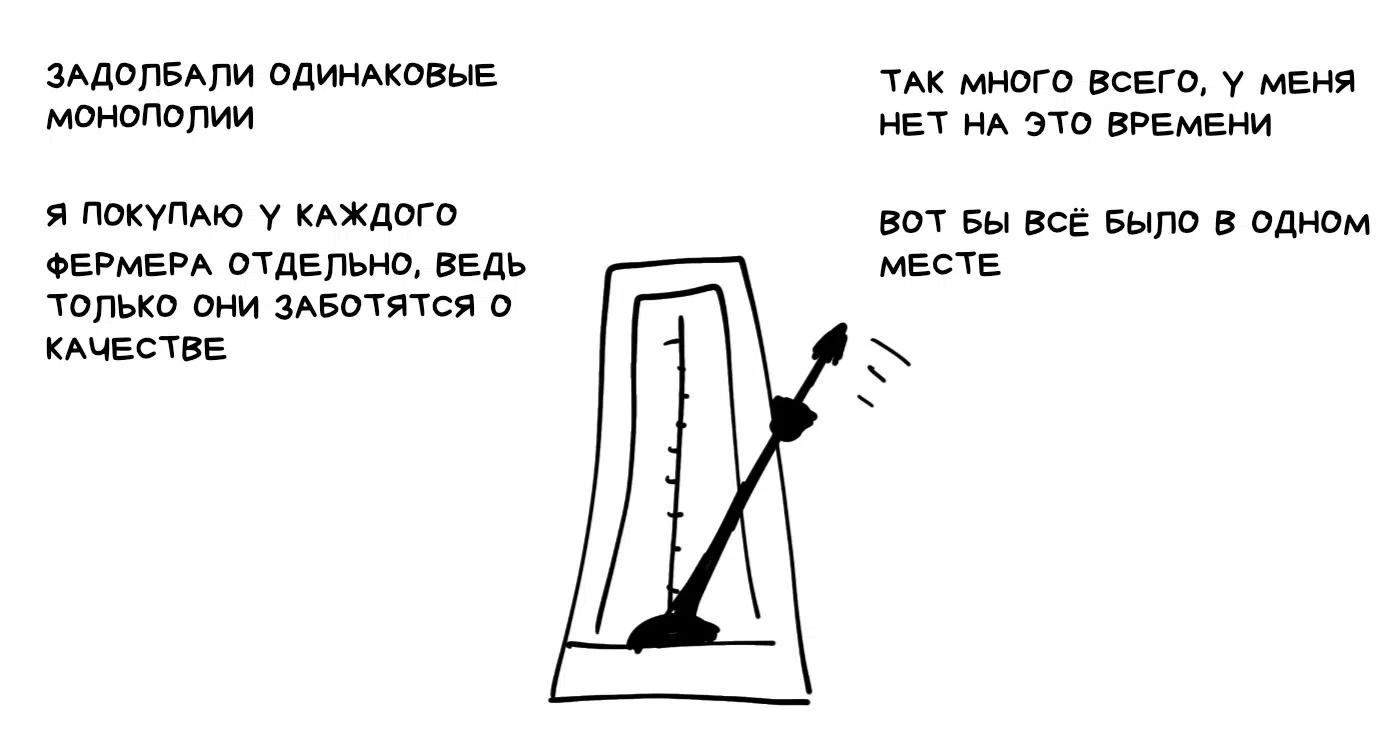 ЗАДОЛБАЛИ ОДИНАКОВЫЕ
МОНОПОЛИИ
Я ПОКУПАЮ У КАЖДОГО
ФЕРМЕРА ОТДЕЛЬНО, ВЕДЬ
ТОЛЬКО ОНИ ЗАБОТЯТСЯ О
КАЧЕСТВЕ
ТАК МНОГО ВСЕГО, У МЕНЯ
НЕТ НА ЭТО ВРЕМЕНИ
ВОТ БЫ ВСЁ БЫЛО В ОДНОМ
МЕСТЕ